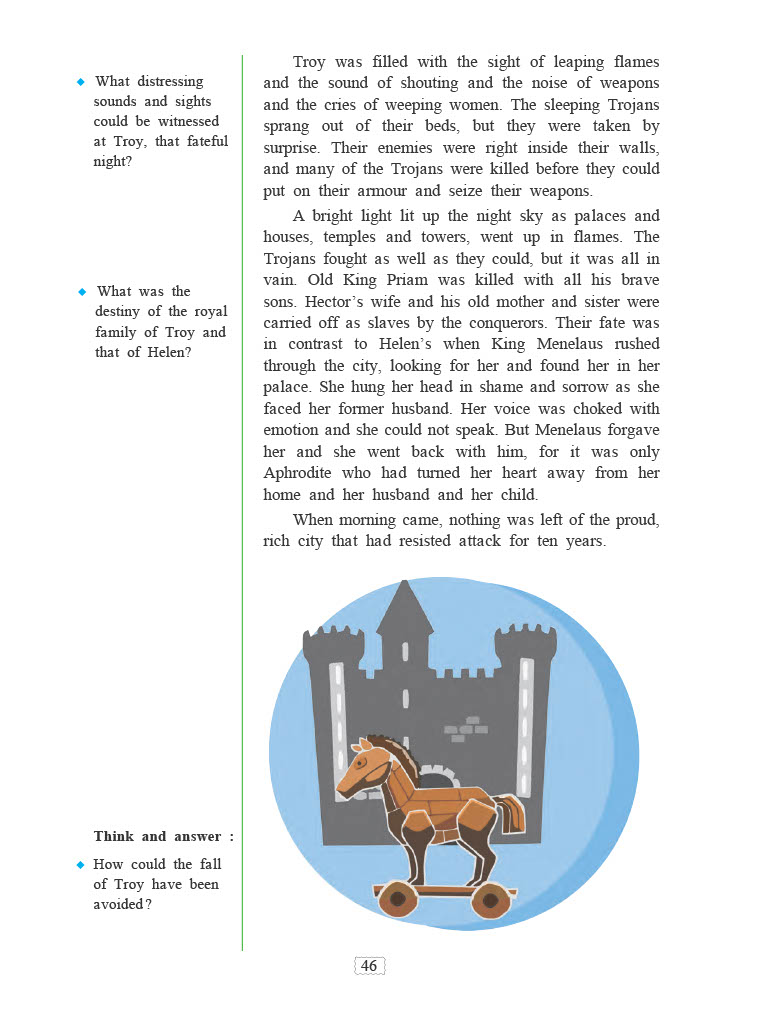 ◆ What distressing
sounds and sights
could be witnessed
at Troy, that fateful
night?
Troy was filled with the sight of leaping flames
and the sound of shouting and the noise of weapons
and the cries of weeping women. The sleeping Trojans
sprang out of their beds, but they were taken by
surprise. Their enemies were right inside their walls,
and many of the Trojans were killed before they could
put on their armour and seize their weapons.
◆ What was the
destiny of the royal
family of Troy and
that of Helen?
A bright light lit up the night sky as palaces and
houses, temples and towers, went up in flames. The
Trojans fought as well as they could, but it was all in
vain. Old King Priam was killed with all his brave
sons. Hector’s wife and his old mother and sister were
carried off as slaves by the conquerors. Their fate was
in contrast to Helen’s when King Menelaus rushed
through the city, looking for her and found her in her
palace. She hung her head in shame and sorrow as she
faced her former husband. Her voice was choked with
emotion and she could not speak. But Menelaus forgave
her and she went back with him, for it was only
Aphrodite who had turned her heart away from her
home and her husband and her child.
When morning came, nothing was left of the proud,
rich city that had resisted attack for ten years.
Think and answer :
◆ How could the fall
of Troy have been
avoided?
46